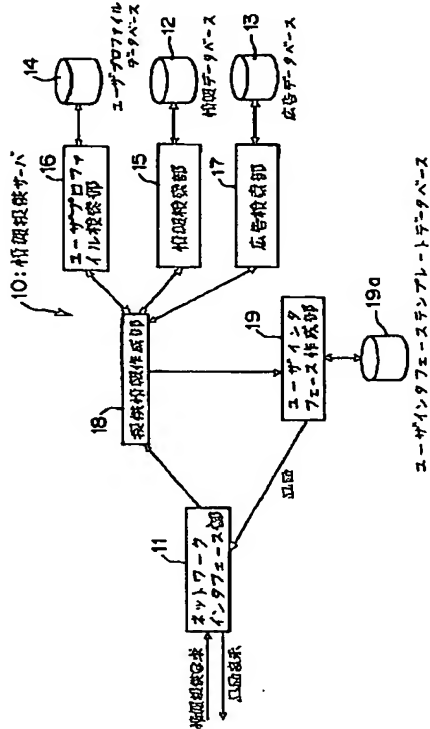 10:情報提供サーバ
14
ユーザプロファイル
データベース
12
情報データベース
13
広告データベース
16
ユーザプロファ
イル検索部
15
情報検索部
17
広告検索部
18
提供情報作成部
19
ユーザインタ
フェース作成部
19a
ユーザインタフェーステンプレートデータベース
画面
11
ネットワーク
インタフェース部
情報提供要求
画面表示